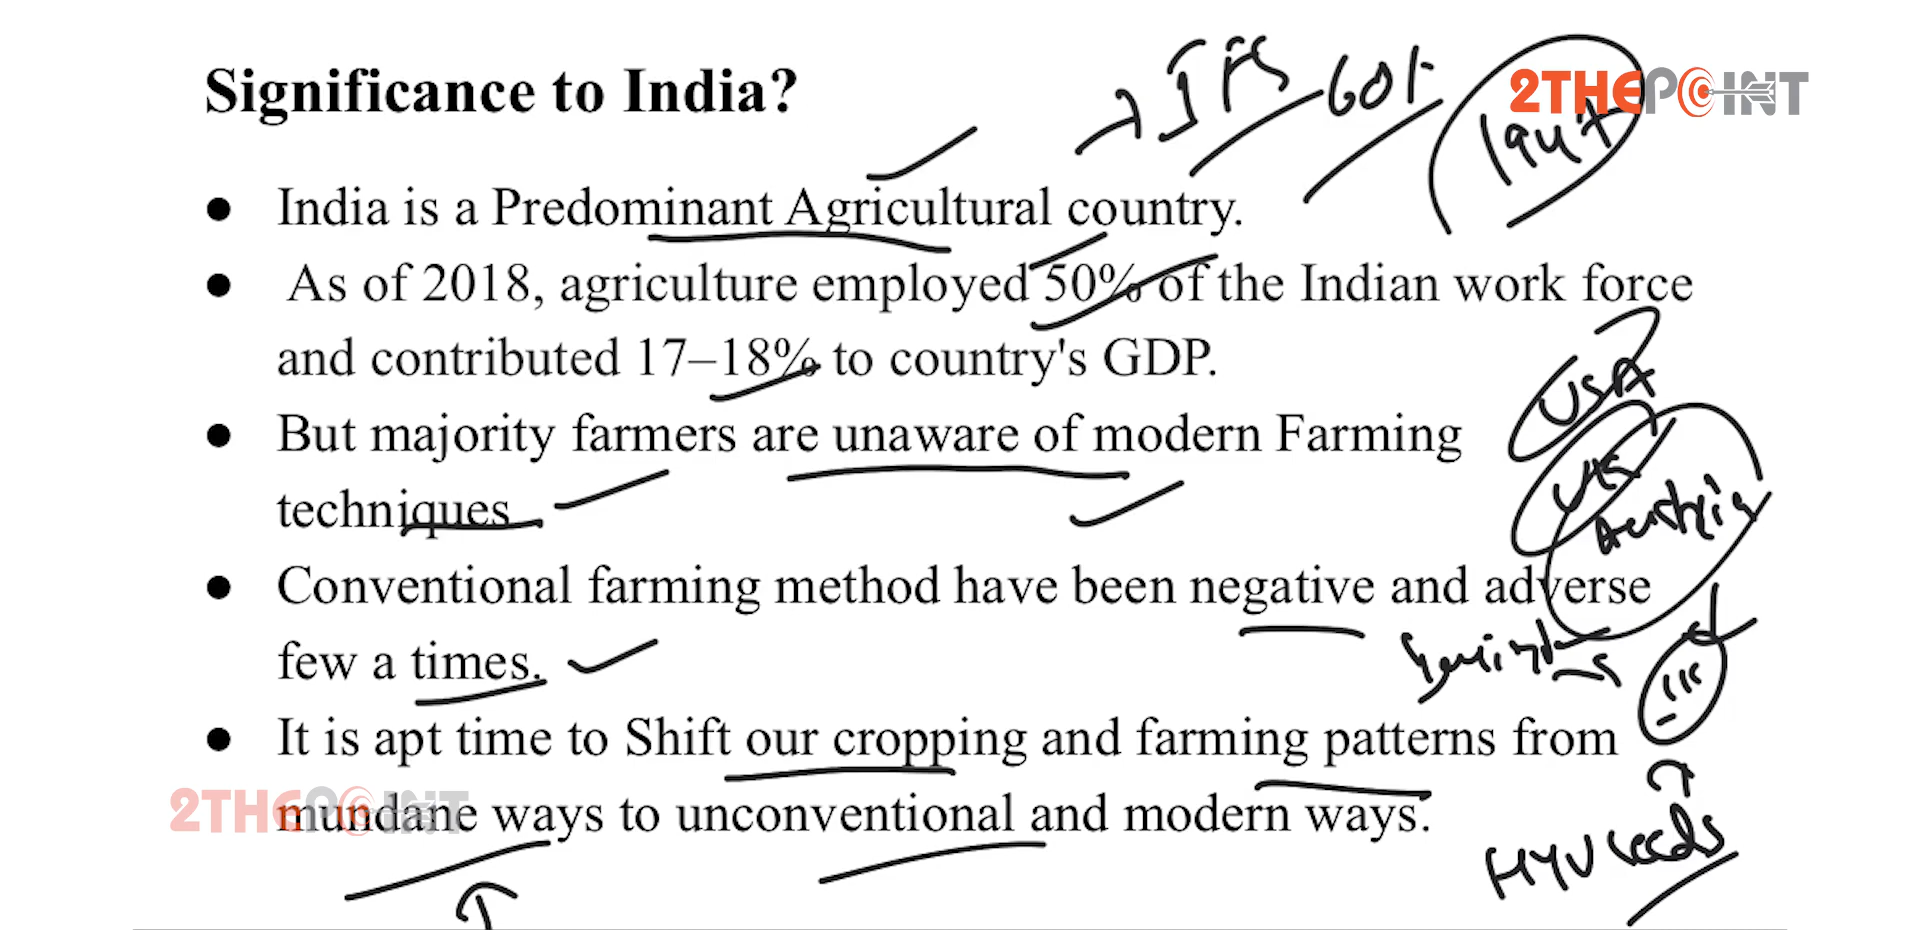 2THEPOINT
Significance to India?
1947
● India is a Predominant Agricultural country.
● As of 2018, agriculture employed 50% of the Indian work force
and contributed 17–18% to country's GDP.
USA
● But majority farmers are unaware of modern Farming
techniques
● Conventional farming method have been negative and adverse
few a times.
● It is apt time to Shift our cropping and farming patterns from
mundane ways to unconventional and modern ways.
2THEPOINT
HYV seeds